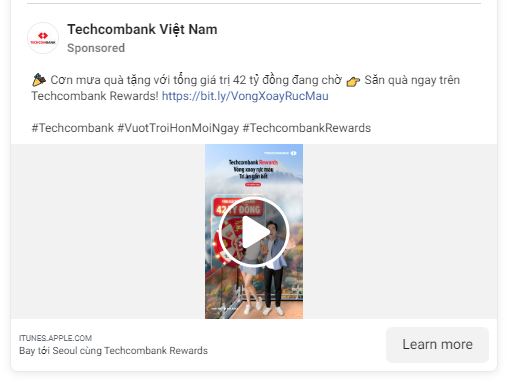 Techcombank Việt Nam
Sponsored
TECHCOMBANK
🎉 Cơn mưa quà tặng với tổng giá trị 42 tỷ đồng đang chờ 👉 Săn quà ngay trên
Techcombank Rewards! https://bit.ly/VongXoayRucMau
#Techcombank #VuotTroiHonMoiNgay #TechcombankRewards
Techcombank Rewards
Vòng xoay rực màu
Tri ân gắn kết
42 TỶ ĐỒNG
ITUNES.APPLE.COM
Bay tới Seoul cùng Techcombank Rewards
Learn more